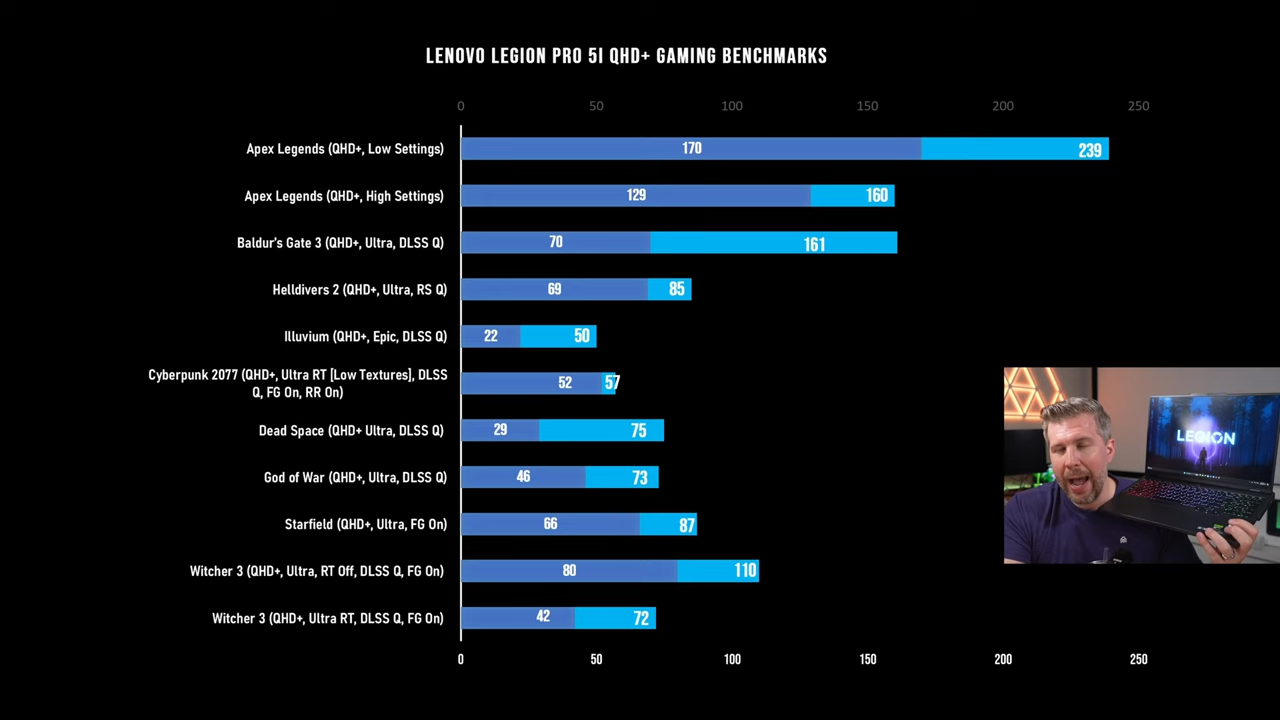 LENOVO LEGION PRO 5I QHD+ GAMING BENCHMARKS
0 50 100 150 200 250
Apex Legends (QHD+, Low Settings) 170 239
Apex Legends (QHD+, High Settings) 129 160
Baldur's Gate 3 (QHD+, Ultra, DLSS Q) 70 161
Helldivers 2 (QHD+, Ultra, RS Q) 69 85
Illuvium (QHD+, Epic, DLSS Q) 22 50
Cyberpunk 2077 (QHD+, Ultra RT [Low Textures], DLSS
Q, FG On, RR On) 52 57
Dead Space (QHD+ Ultra, DLSS Q) 29 75
God of War (QHD+, Ultra, DLSS Q) 46 73
Starfield (QHD+, Ultra, FG On) 66 87
Witcher 3 (QHD+, Ultra, RT Off, DLSS Q, FG On) 80 110
Witcher 3 (QHD+, Ultra RT, DLSS Q, FG On) 42 72
0 50 100 150 200 250
LEGION